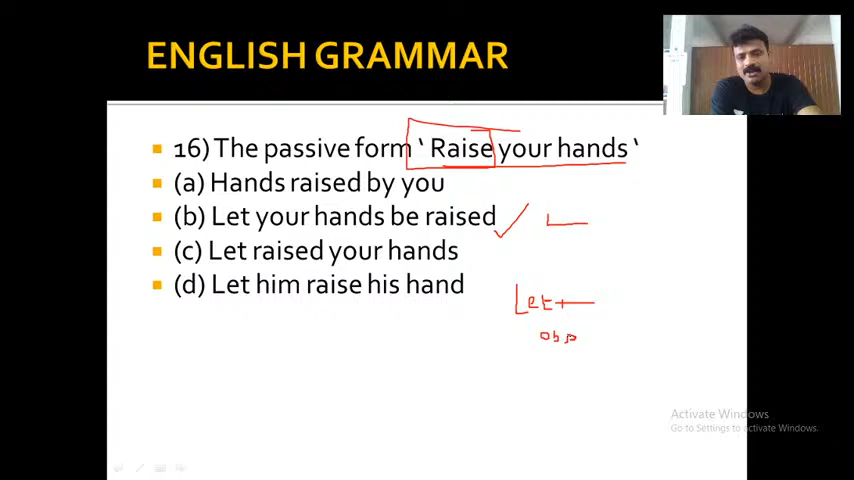 ENGLISH GRAMMAR
16) The passive form ‘ Raise your hands ‘
(a) Hands raised by you
(b) Let your hands be raised
(c) Let raised your hands
(d) Let him raise his hand
Let
Activate Windows
Go to Settings to activate Windows.